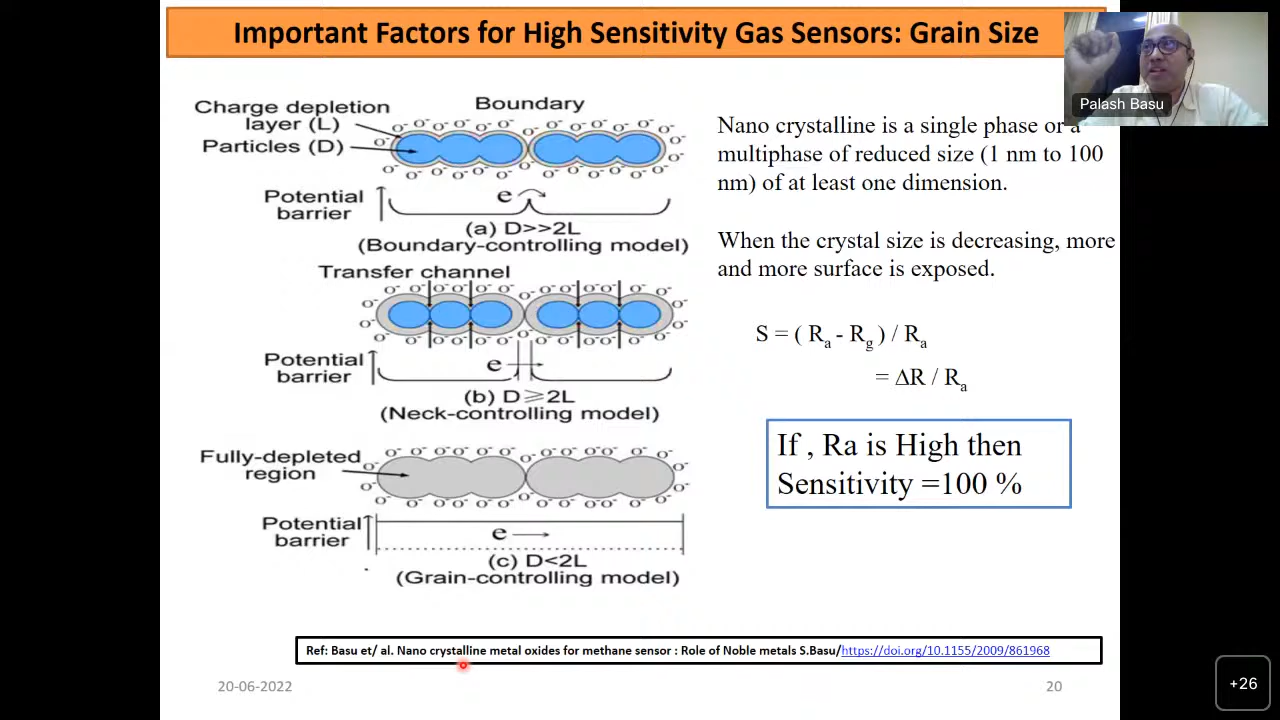 Important Factors for High Sensitivity Gas Sensors: Grain Size
Palash Basu
Charge depletion
layer (L)
Particles (D)
Boundary
O⁻ O⁻ O⁻ O⁻ O⁻ O⁻ O⁻ O⁻
Potential
barrier
e
(a) D>>2L
(Boundary-controlling model)
Transfer channel
Potential
barrier
e
(b) D⩾2L
(Neck-controlling model)
Fully-depleted
region
Potential
barrier
e
(c) D<2L
(Grain-controlling model)
Nano crystalline is a single phase or a
multiphase of reduced size (1 nm to 100
nm) of at least one dimension.
When the crystal size is decreasing, more
and more surface is exposed.
S = ( Ra - Rg ) / Ra
= ΔR / Ra
If , Ra is High then
Sensitivity =100 %
Ref: Basu et/ al. Nano crystalline metal oxides for methane sensor : Role of Noble metals S.Basu/https://doi.org/10.1155/2009/861968
20-06-2022
20
+26